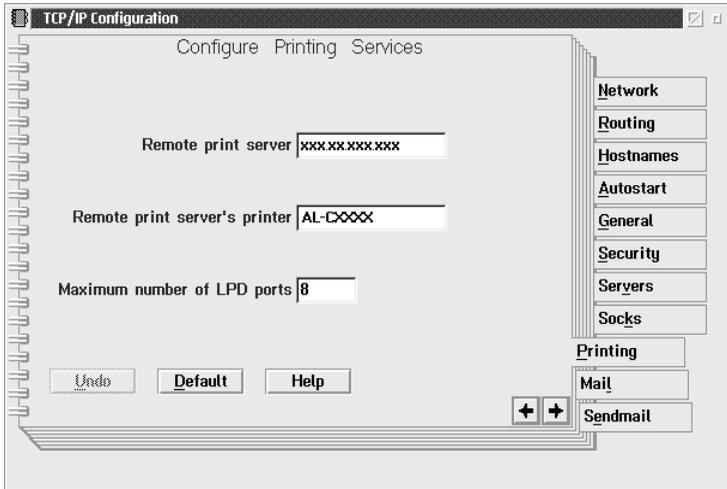 TCP/IP Configuration
Configure Printing Services
Remote print server xxx.xx.xxx.xxx
Remote print server's printer AL-CXXXX
Maximum number of LPD ports 8
Undo Default Help
Network
Routing
Hostnames
Autostart
General
Security
Servers
Socks
Printing
Mail
Sendmail